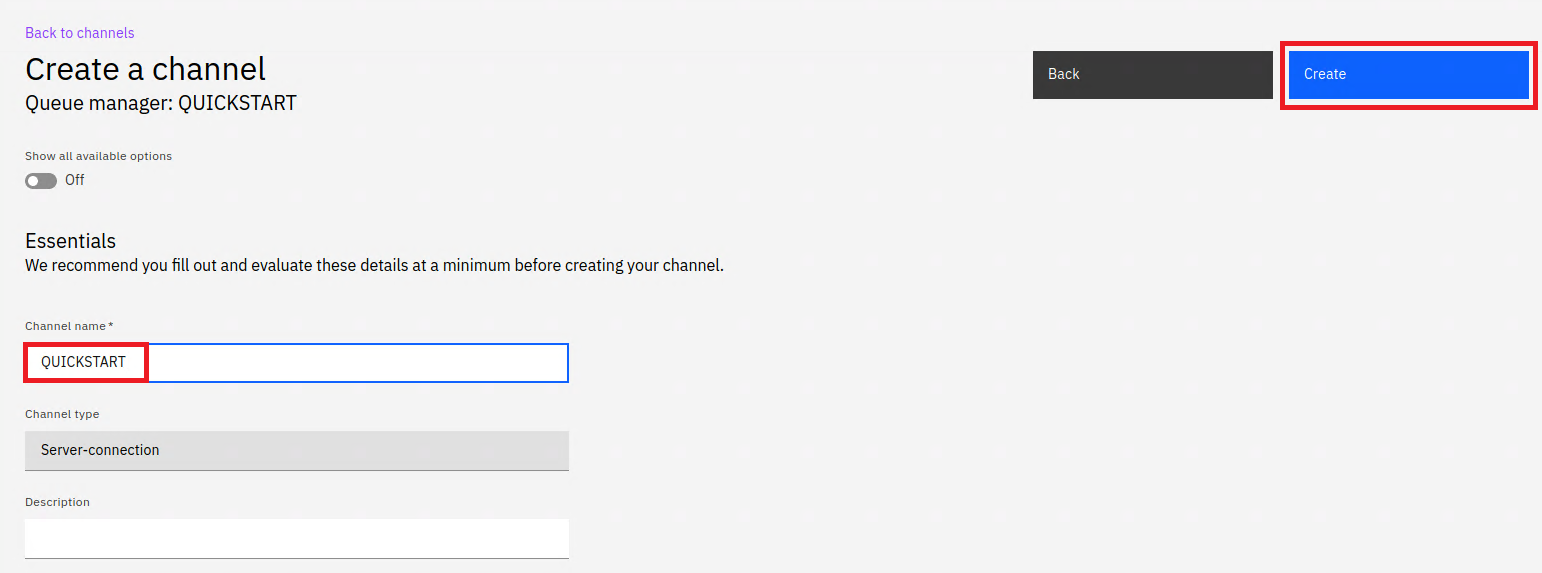 Back to channels
Create a channel
Queue manager: QUICKSTART
Back
Create
Show all available options
Off
Essentials
We recommend you fill out and evaluate these details at a minimum before creating your channel.
Channel name *
QUICKSTART
Channel type
Server-connection
Description